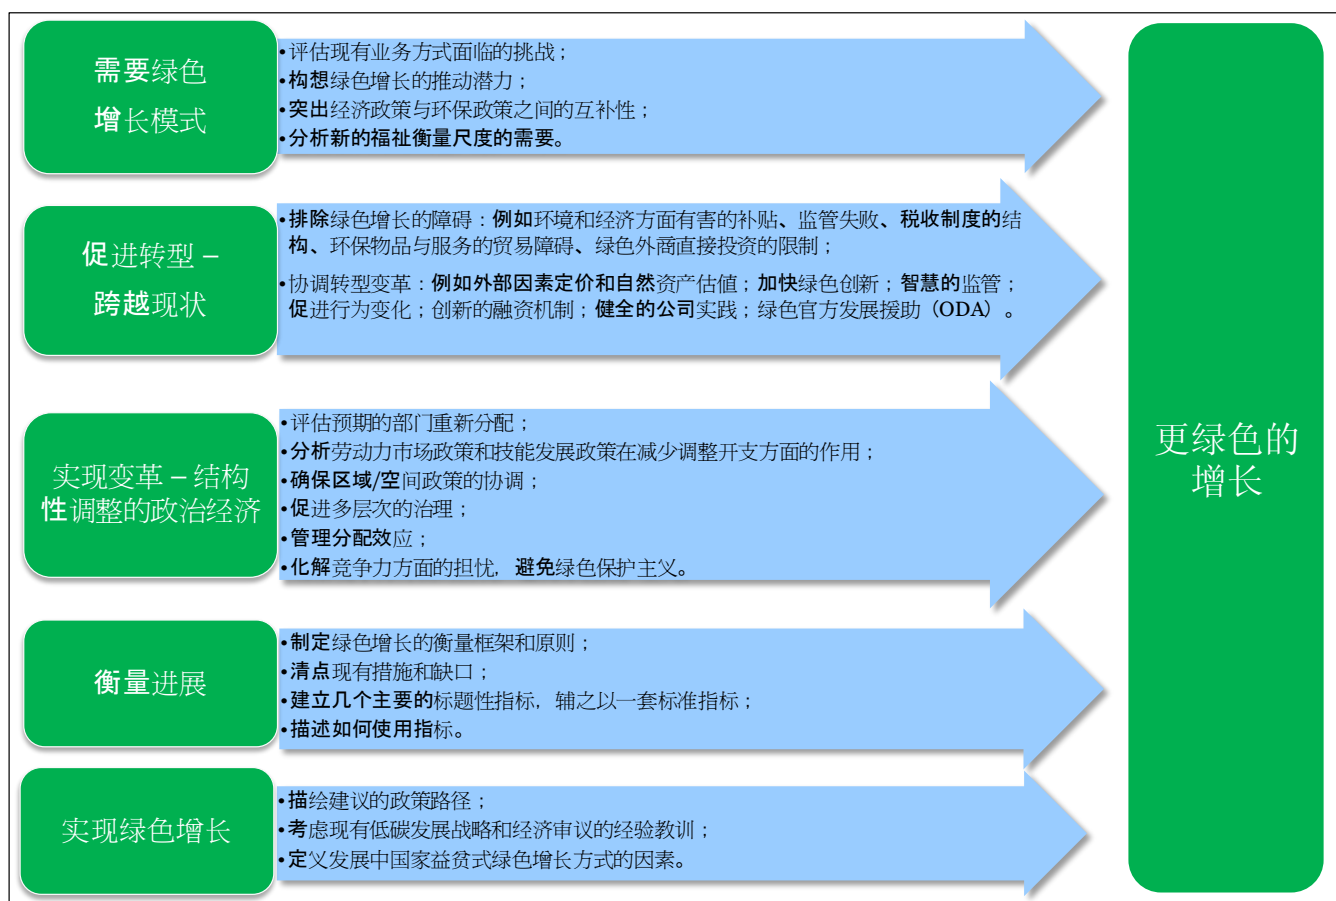 需要绿色
增长模式
•评估现有业务方式面临的挑战；
•构想绿色增长的推动潜力；
•突出经济政策与环保政策之间的互补性；
•分析新的福祉衡量尺度的需要。
促进转型 –
跨越现状
•排除绿色增长的障碍：例如环境和经济方面有害的补贴、监管失败、税收制度的结
构、环保物品与服务的贸易障碍、绿色外商直接投资的限制；
•协调转型变革：例如外部因素定价和自然资产估值；加快绿色创新；智慧的监管；
促进行为变化；创新的融资机制；健全的公司实践；绿色官方发展援助（ODA）。
实现变革 – 结构
性调整的政治经济
•评估预期的部门重新分配；
•分析劳动力市场政策和技能发展政策在减少调整开支方面的作用；
•确保区域/空间政策的协调；
•促进多层次的治理；
•管理分配效应；
•化解竞争力方面的担忧，避免绿色保护主义。
衡量进展
•制定绿色增长的衡量框架和原则；
•清点现有措施和缺口；
•建立几个主要的标题性指标，辅之以一套标准指标；
•描述如何使用指标。
实现绿色增长
•描绘建议的政策路径；
•考虑现有低碳发展战略和经济审议的经验教训；
•定义发展中国家益贫式绿色增长方式的因素。
更绿色的
增长